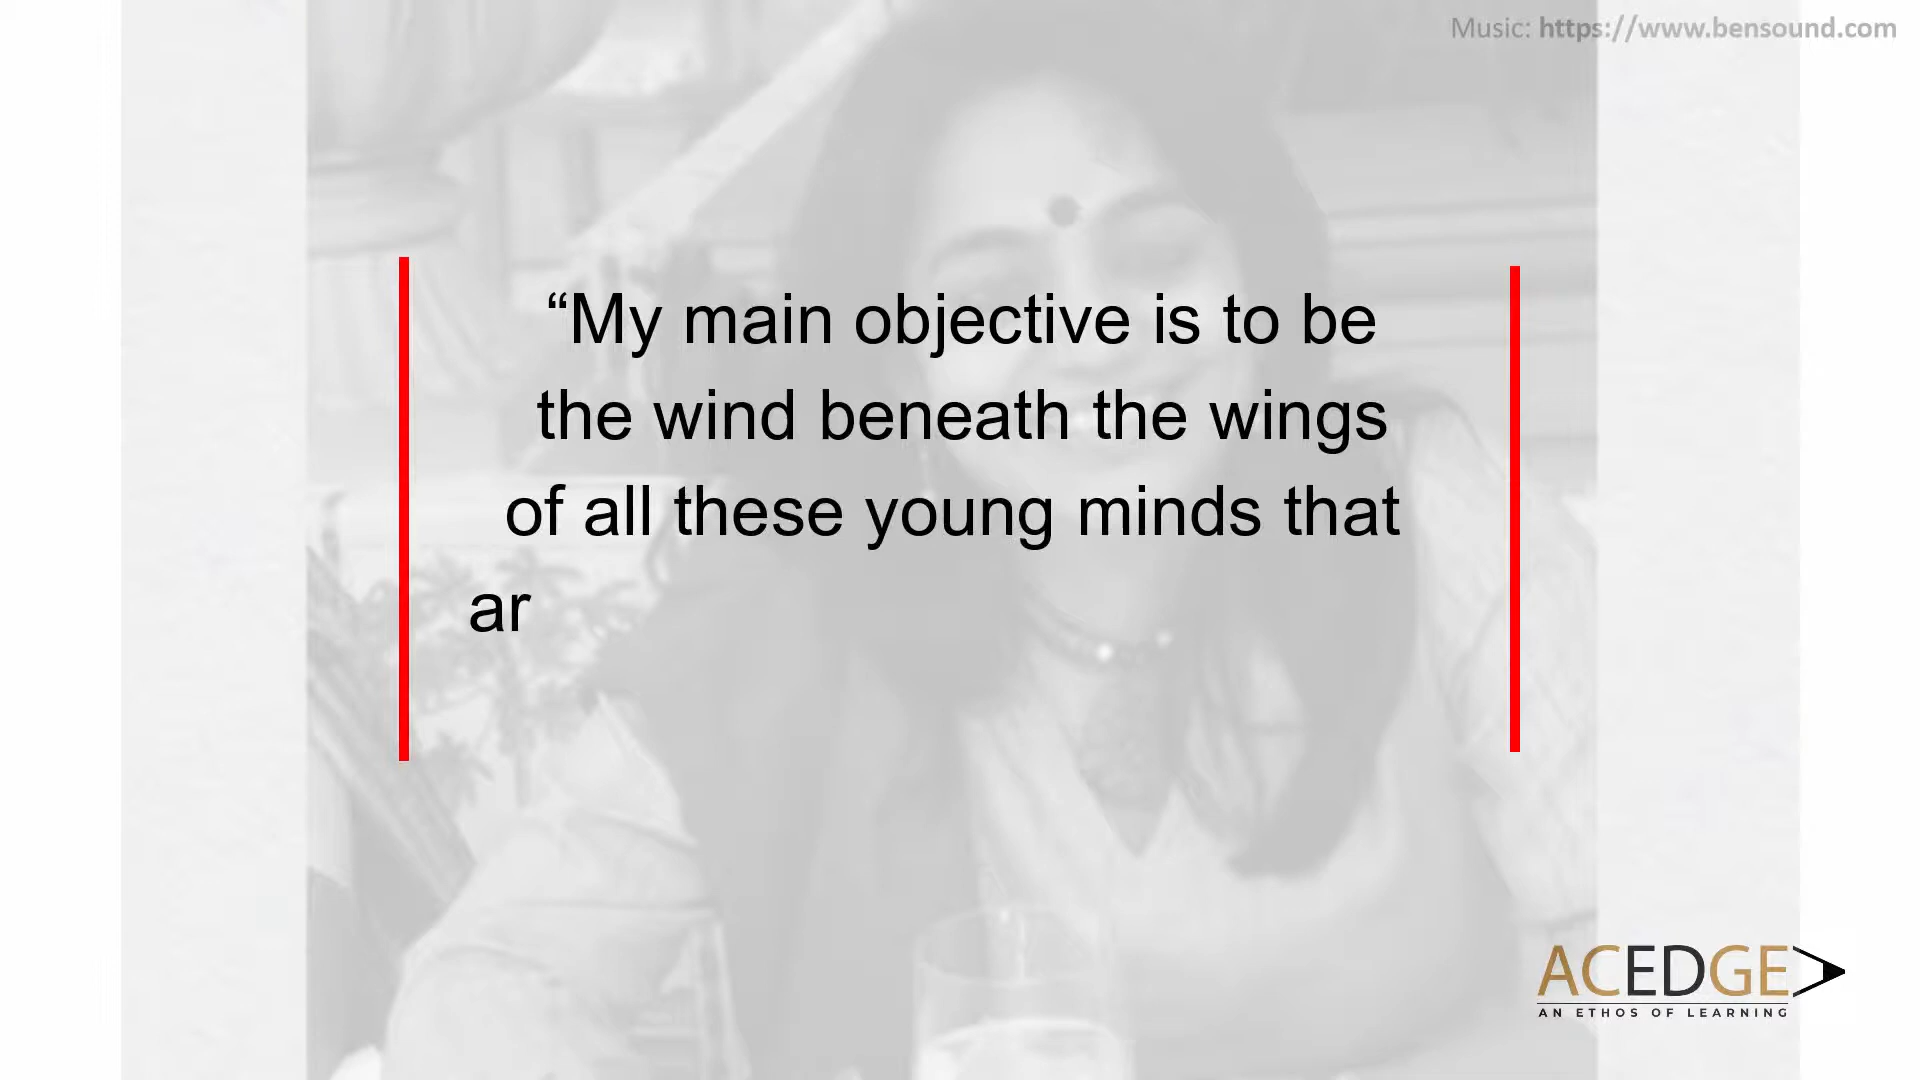 Music: https://www.bensound.com
“My main objective is to be
the wind beneath the wings
of all these young minds that
ar
ACEDGE
AN ETHOS OF LEARNING